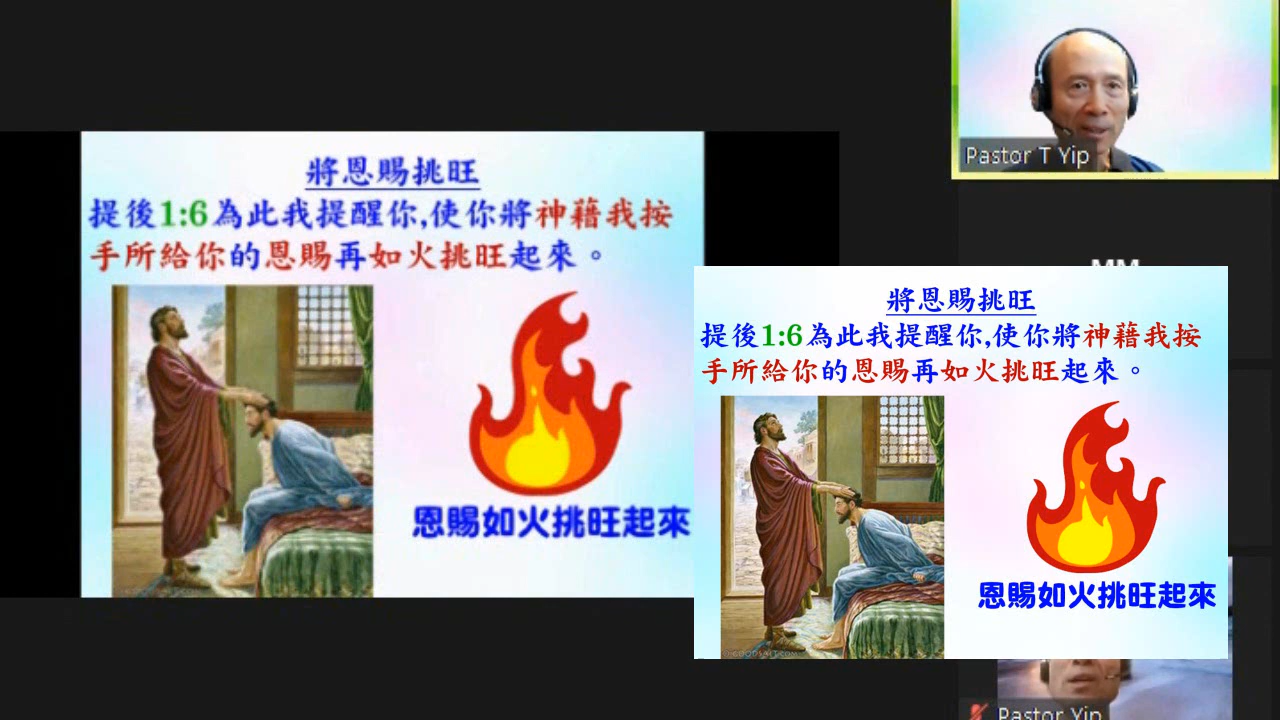 將恩賜挑旺
提後1:6為此我提醒你,使你將神藉我按
手所給你的恩賜再如火挑旺起來。
恩賜如火挑旺起來
Pastor T Yip
MM
將恩賜挑旺
提後1:6為此我提醒你,使你將神藉我按
手所給你的恩賜再如火挑旺起來。
恩賜如火挑旺起來
©GOODSALT.COM
Pastor Yip